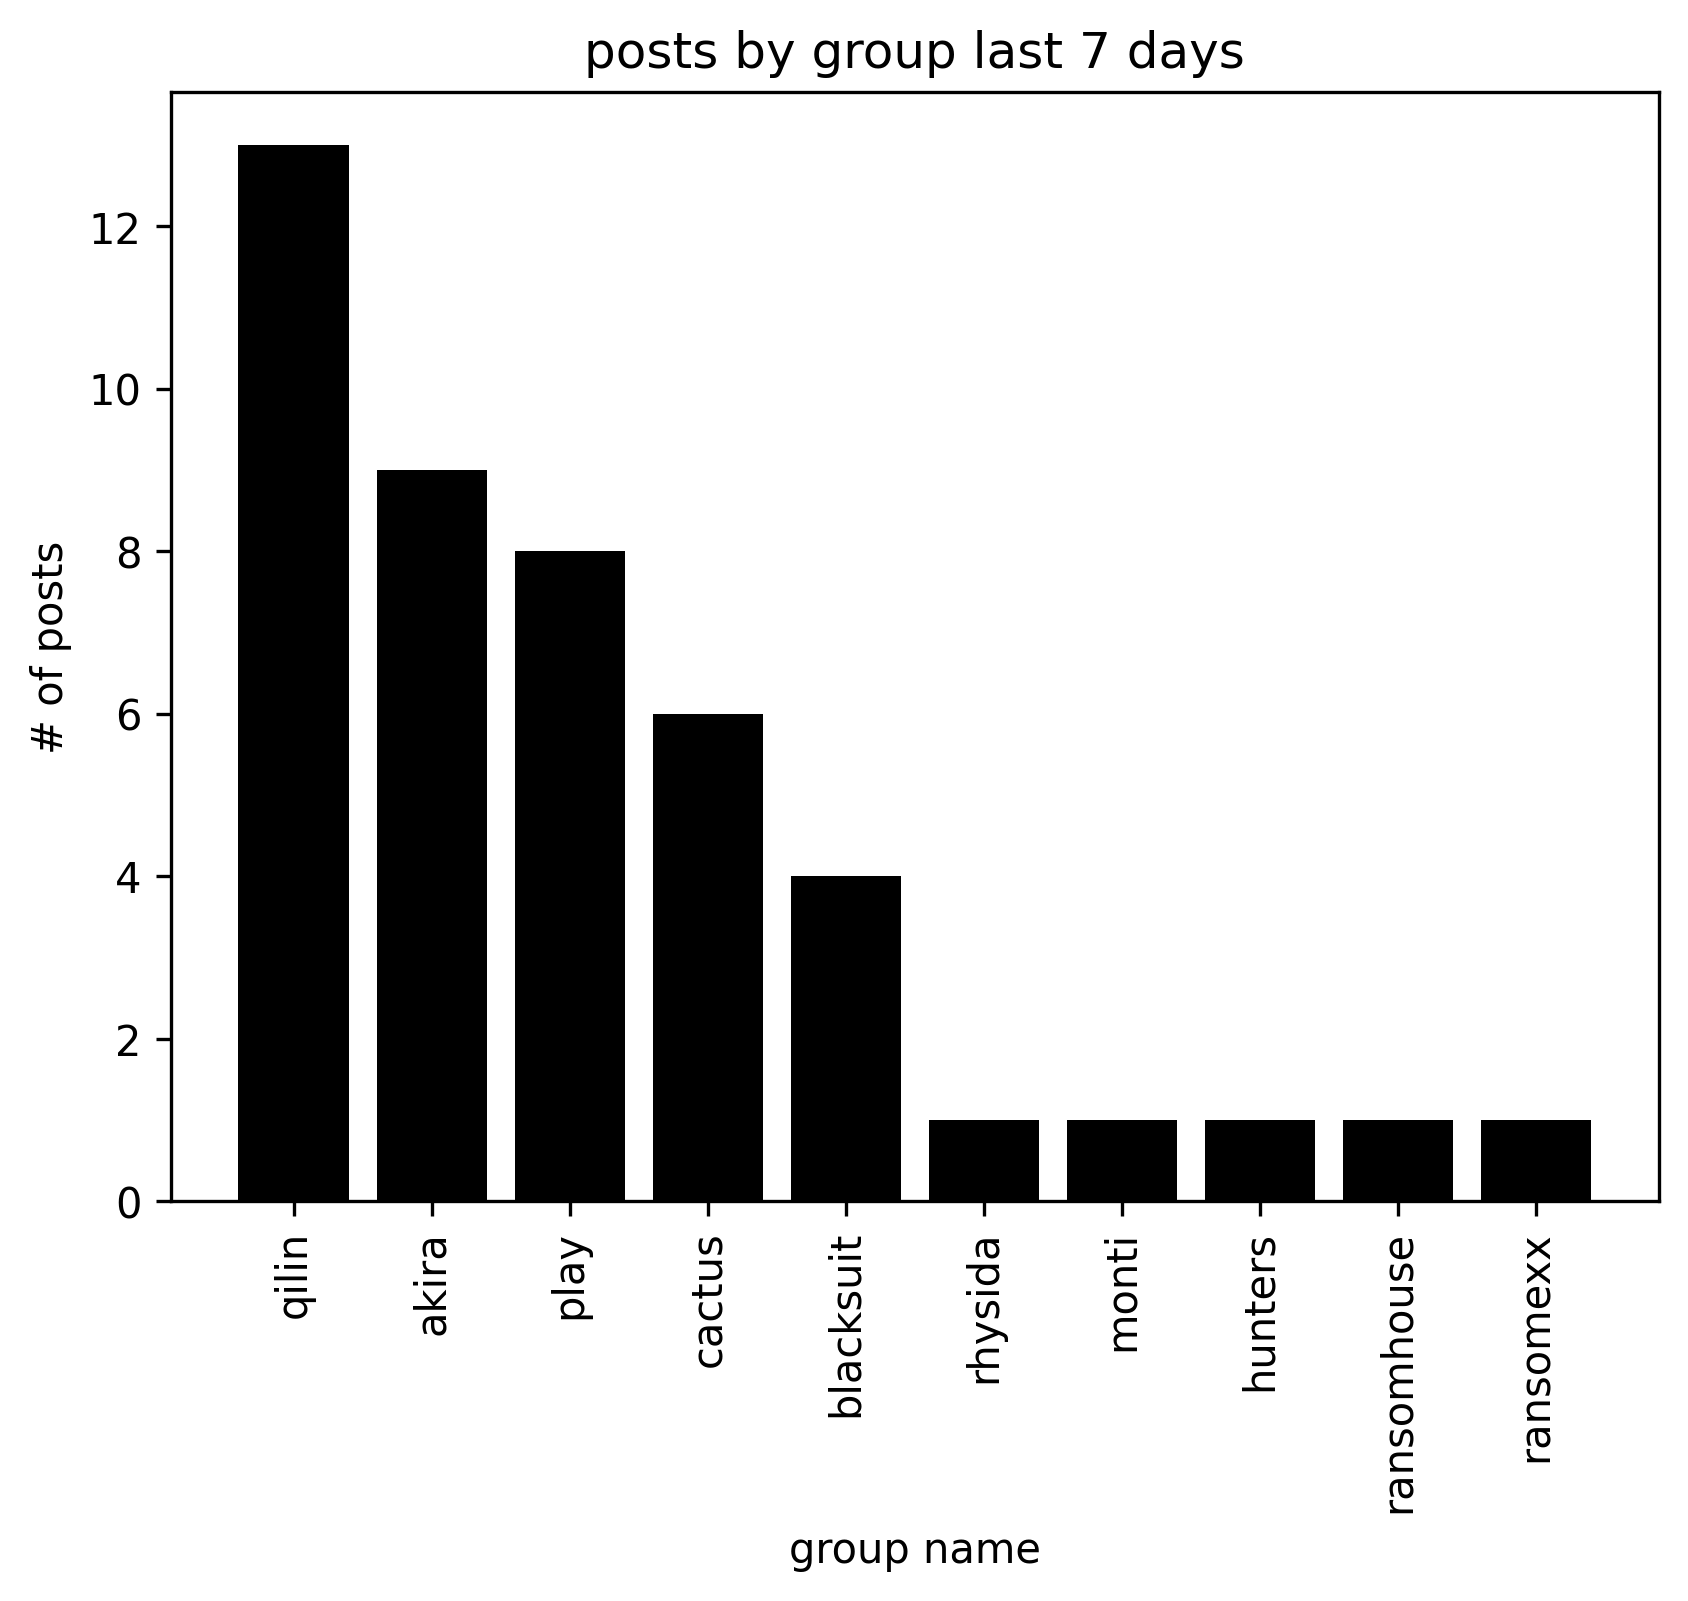 posts by group last 7 days
# of posts
12
10
8
6
4
2
0
qilin
akira
play
cactus
blacksuit
rhysida
monti
hunters
ransomhouse
ransomexx
group name